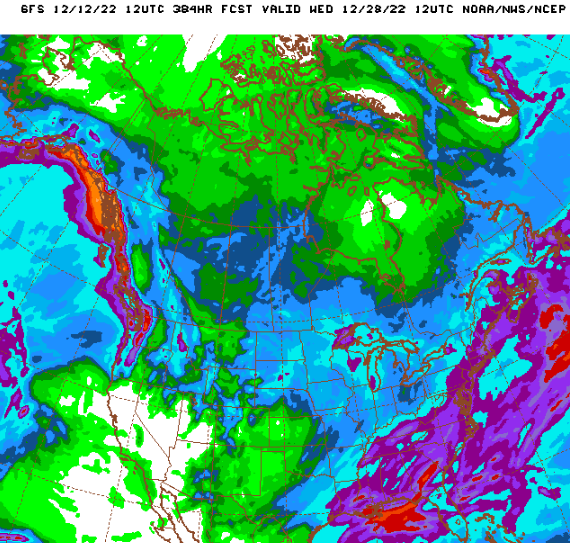 GFS 12/12/22 12UTC 384HR FCST VALID WED 12/28/22 12UTC NOAA/NWS/NCEP